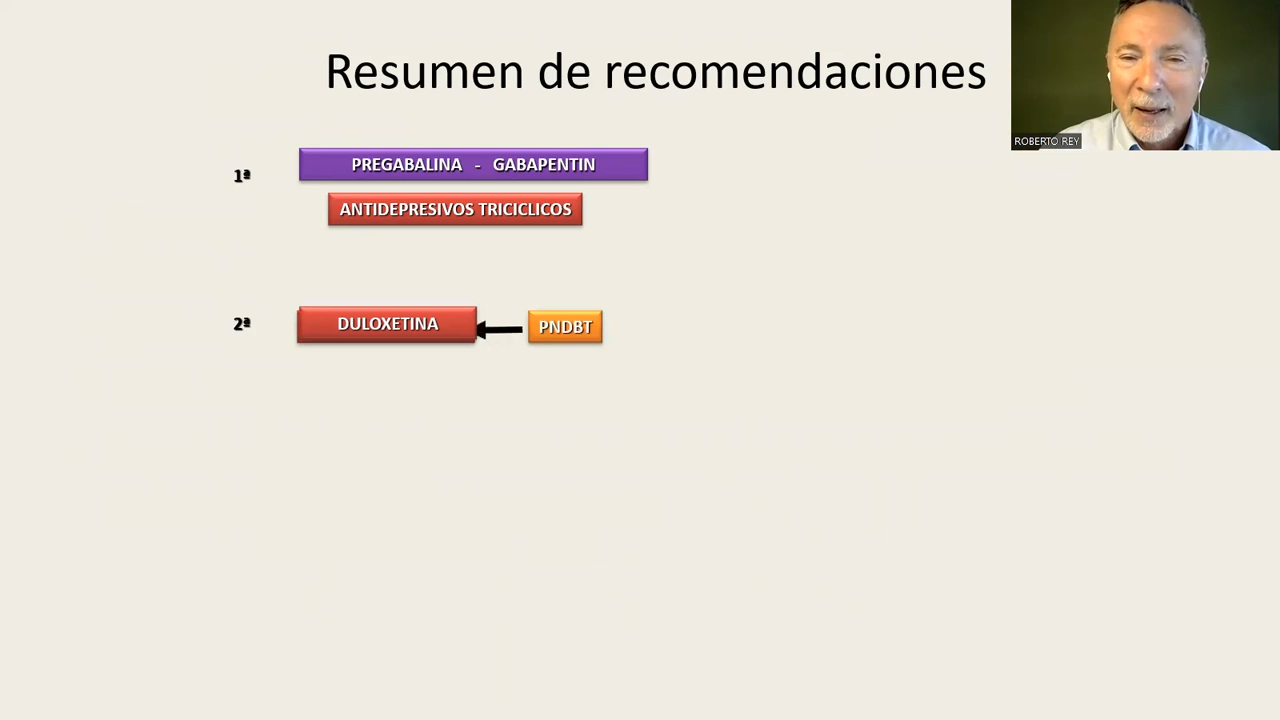 Resumen de recomendaciones
ROBERTO REY
1ª
PREGABALINA - GABAPENTIN
ANTIDEPRESIVOS TRICICLICOS
2ª
DULOXETINA
PNDBT